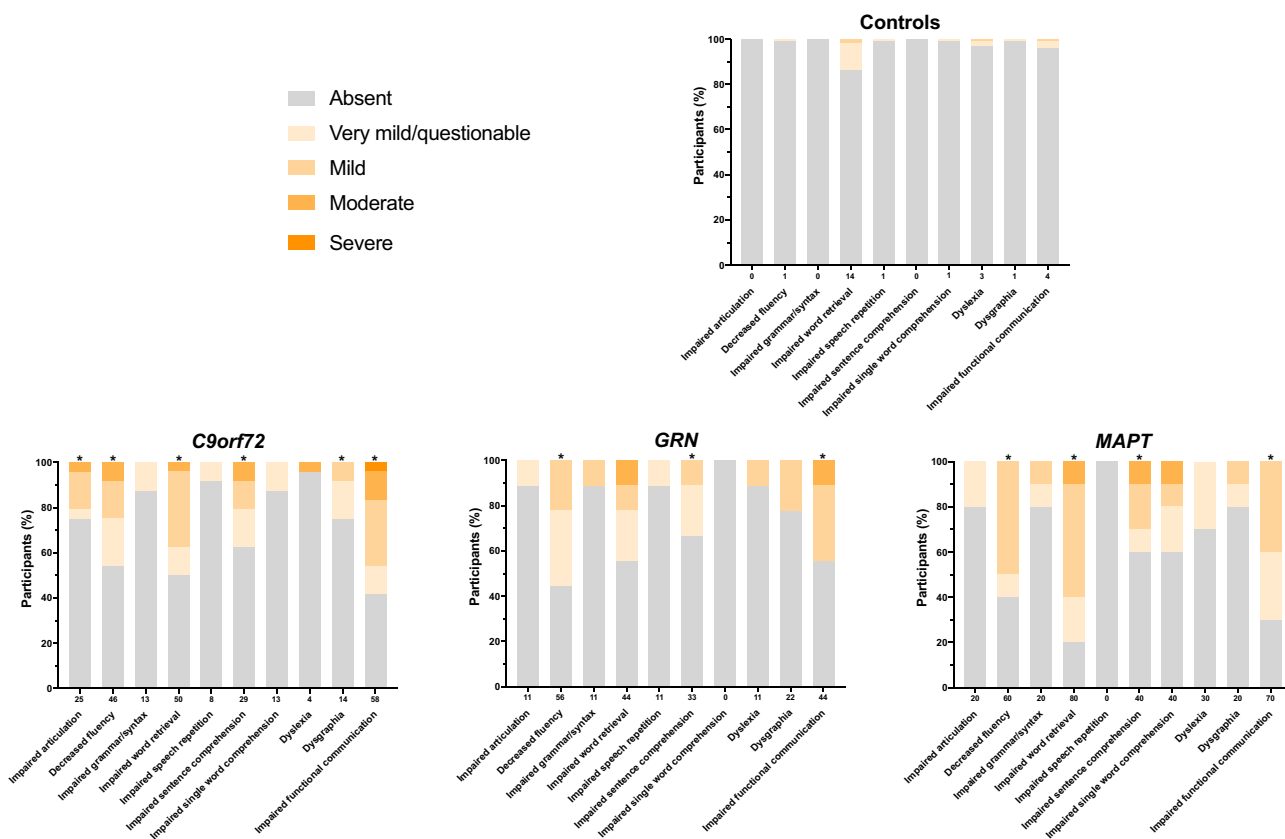 Controls
Absent
Very mild/questionable
Mild
Moderate
Severe
Participants (%)
100
80
60
40
20
0
0 1 0 14 1 0 1 3 1 4
Impaired articulation
Decreased fluency
Impaired grammar/syntax
Impaired word retrieval
Impaired speech repetition
Impaired sentence comprehension
Impaired single word comprehension
Dyslexia
Dysgraphia
Impaired functional communication
C9orf72
* * * * * *
Participants (%)
100
80
60
40
20
0
25 46 13 50 8 29 13 4 14 58
Impaired articulation
Decreased fluency
Impaired grammar/syntax
Impaired word retrieval
Impaired speech repetition
Impaired sentence comprehension
Impaired single word comprehension
Dyslexia
Dysgraphia
Impaired functional communication
GRN
* * *
Participants (%)
100
80
60
40
20
0
11 56 11 44 11 33 0 11 22 44
Impaired articulation
Decreased fluency
Impaired grammar/syntax
Impaired word retrieval
Impaired speech repetition
Impaired sentence comprehension
Impaired single word comprehension
Dyslexia
Dysgraphia
Impaired functional communication
MAPT
* * * *
Participants (%)
100
80
60
40
20
0
20 60 20 80 0 40 40 30 20 70
Impaired articulation
Decreased fluency
Impaired grammar/syntax
Impaired word retrieval
Impaired speech repetition
Impaired sentence comprehension
Impaired single word comprehension
Dyslexia
Dysgraphia
Impaired functional communication